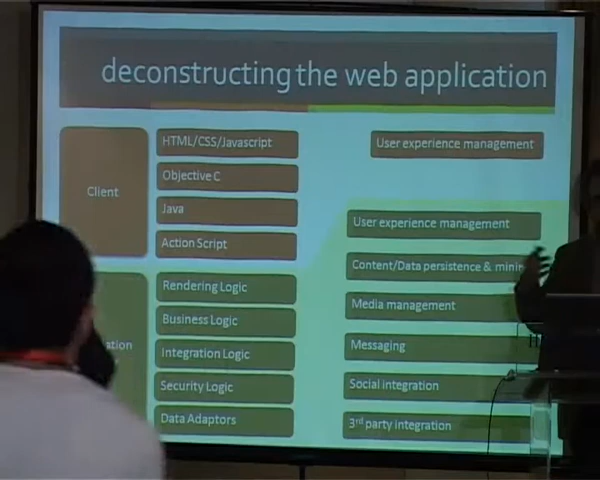 deconstructing the web application
Client
HTML/CSS/Javascript
Objective C
Java
Action Script
User experience management
Rendering Logic
Business Logic
Integration Logic
Security Logic
Data Adaptors
User experience management
Content/Data persistence &
Media management
Messaging
Social integration
3rd party integration